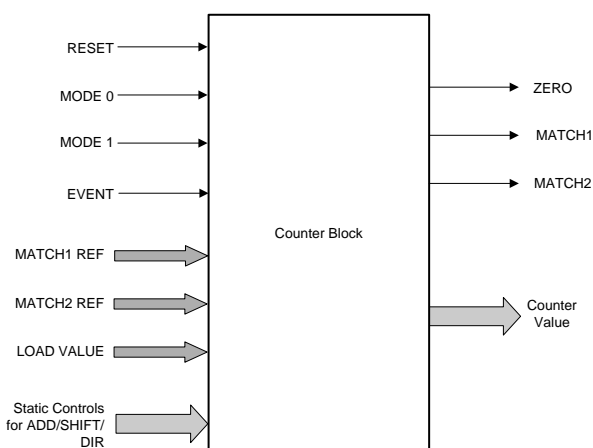 RESET
MODE 0
MODE 1
EVENT
MATCH1 REF
MATCH2 REF
LOAD VALUE
Static Controls
for ADD/SHIFT/
DIR
Counter Block
ZERO
MATCH1
MATCH2
Counter
Value